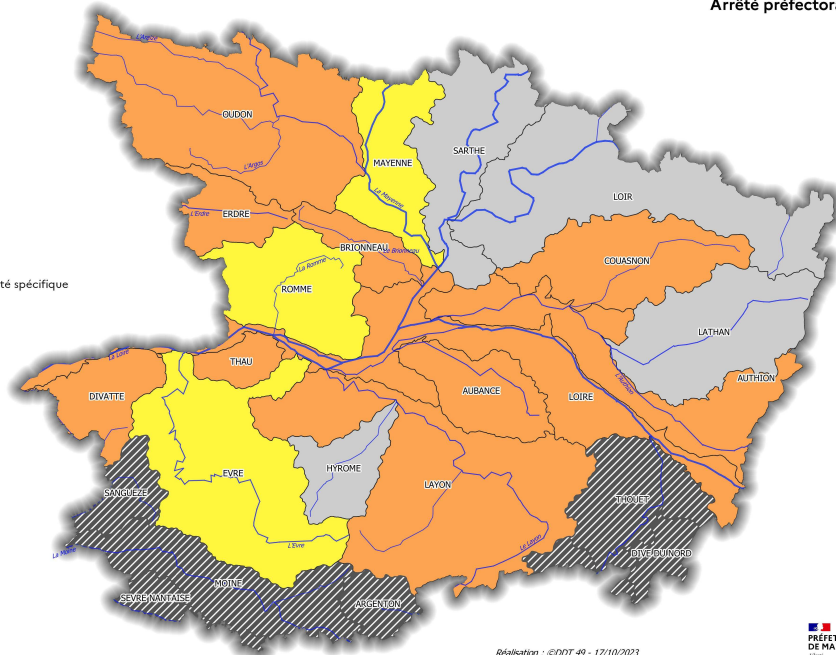 Arrêté préfectora
L'Araize
OUDON
SARTHE
MAYENNE
L'Argos
La Mayenne
LOIR
L'Erdre
ERDRE
BRIONNEAU
Le Brionneau
COUASNON
La Romme
té spécifique
ROMME
LATHAN
La Loire
THAU
AUTHION
L'Authion
DIVATTE
AUBANCE
LOIRE
HYROME
EVRE
LAYON
SANGUEZE
THOUET
L'Evre
Le Layon
La Moine
DIVE DU NORD
MOINE
SEVRE NANTAISE
ARGENTON
Réalisation : ©DDT 49 - 17/10/2023
PRÉFET
DE MA